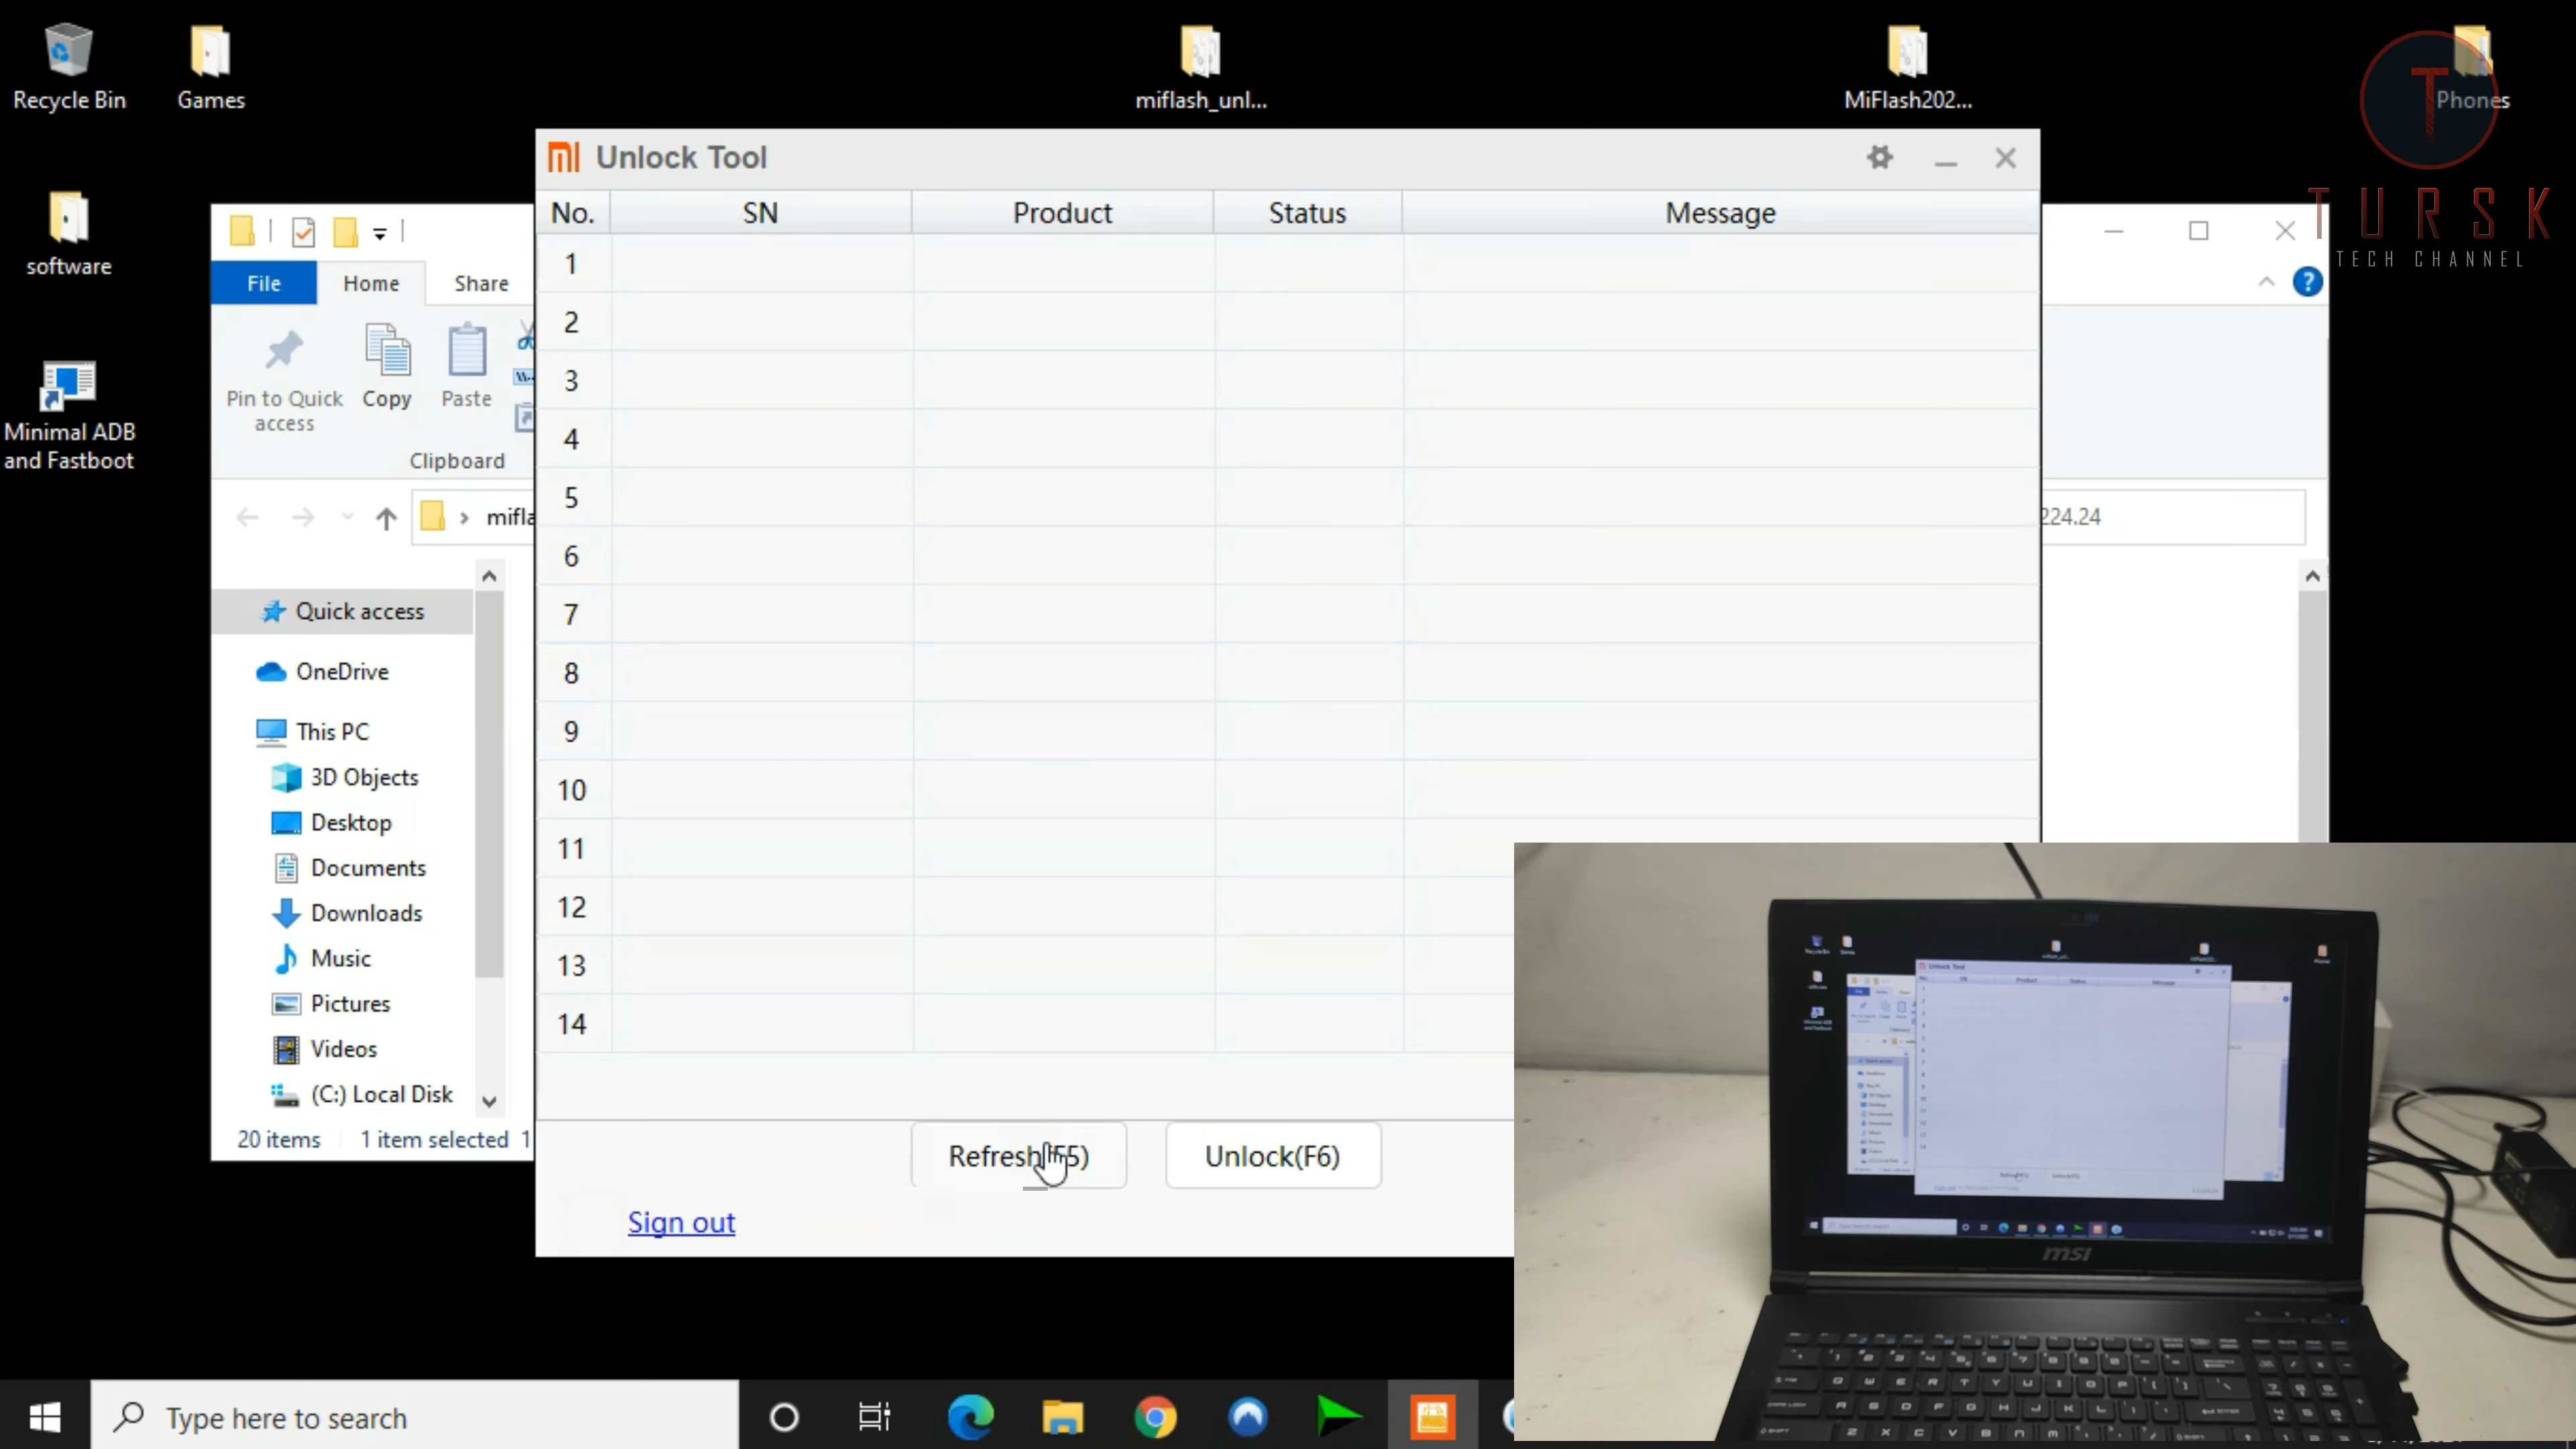 Recycle Bin
Games
miflash_unl...
MiFlash202...
Phones
T
TURSK
TECH CHANNEL
software
Minimal ADB
and Fastboot
Unlock Tool
No. SN Product Status Message
1
2
3
4
5
6
7
8
9
10
11
12
13
14
Refresh(F5)
Unlock(F6)
Sign out
File Home Share
Pin to Quick
access
Copy
Paste
Clipboard
224.24
Quick access
OneDrive
This PC
3D Objects
Desktop
Documents
Downloads
Music
Pictures
Videos
(C:) Local Disk
20 items 1 item selected 1
Type here to search
msi